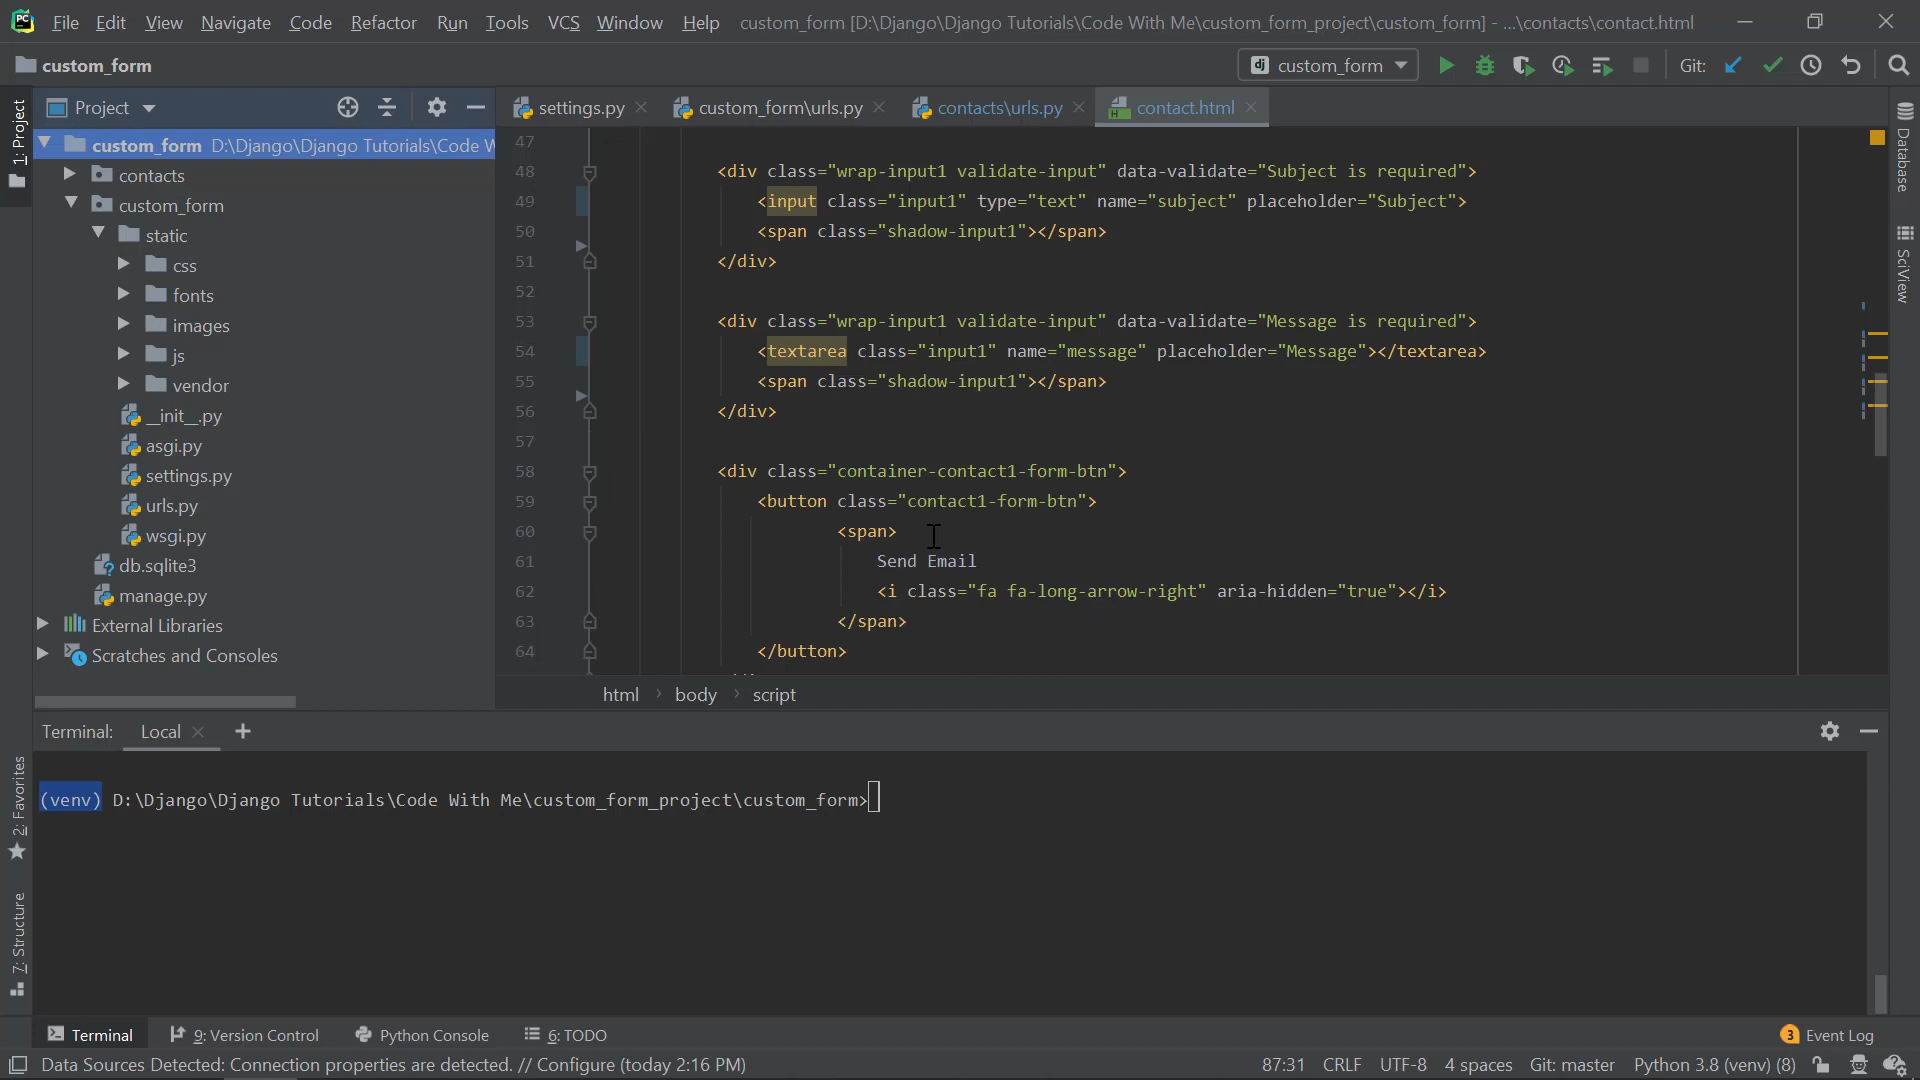 PC File Edit View Navigate Code Refactor Run Tools VCS Window Help custom_form [D:\Django\Django Tutorials\Code With Me\custom_form_project\custom_form] - ...\contacts\contact.html
custom_form
dj custom_form
Git:
1: Project
Project
settings.py
custom_form\urls.py
contacts\urls.py
contact.html
custom_form D:\Django\Django Tutorials\Code W
contacts
custom_form
static
css
fonts
images
js
vendor
__init__.py
asgi.py
settings.py
urls.py
wsgi.py
db.sqlite3
manage.py
External Libraries
Scratches and Consoles
47
48 <div class="wrap-input1 validate-input" data-validate="Subject is required">
49 <input class="input1" type="text" name="subject" placeholder="Subject">
50 <span class="shadow-input1"></span>
51 </div>
52
53 <div class="wrap-input1 validate-input" data-validate="Message is required">
54 <textarea class="input1" name="message" placeholder="Message"></textarea>
55 <span class="shadow-input1"></span>
56 </div>
57
58 <div class="container-contact1-form-btn">
59 <button class="contact1-form-btn">
60 <span>
61 Send Email
62 <i class="fa fa-long-arrow-right" aria-hidden="true"></i>
63 </span>
64 </button>
html body script
Database
SciView
Terminal: Local
(venv) D:\Django\Django Tutorials\Code With Me\custom_form_project\custom_form>
2: Favorites
7: Structure
Terminal 9: Version Control Python Console 6: TODO
3 Event Log
Data Sources Detected: Connection properties are detected. // Configure (today 2:16 PM)
87:31 CRLF UTF-8 4 spaces Git: master Python 3.8 (venv) (8)